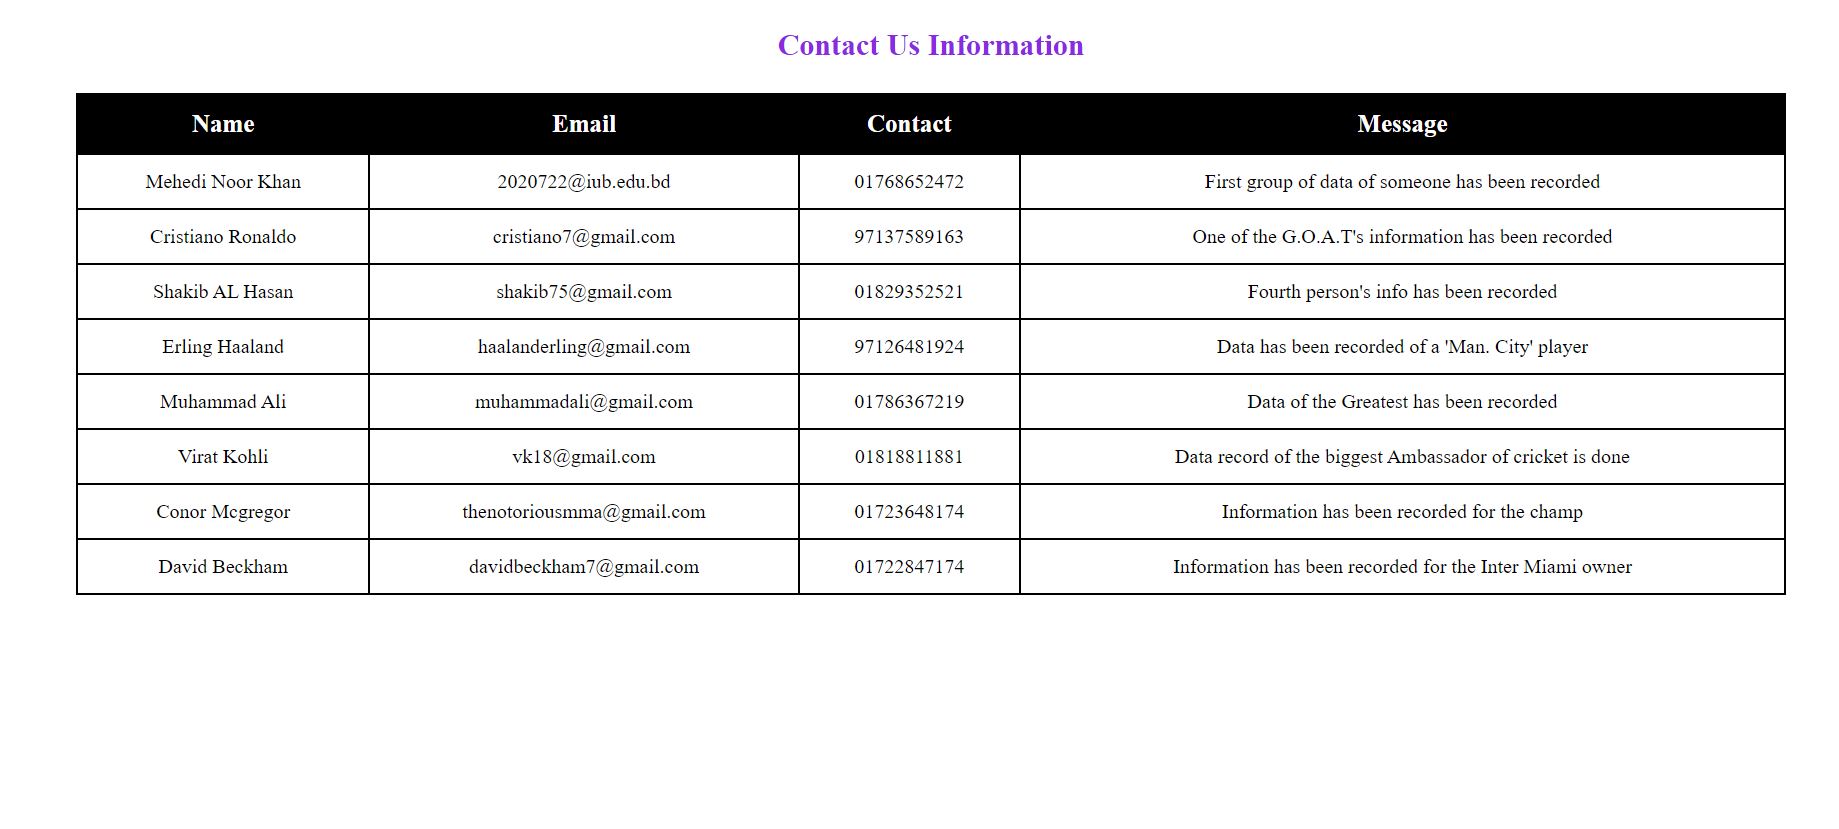 Contact Us Information
Name Email Contact Message
Mehedi Noor Khan 2020722@iub.edu.bd 01768652472 First group of data of someone has been recorded
Cristiano Ronaldo cristiano7@gmail.com 97137589163 One of the G.O.A.T's information has been recorded
Shakib AL Hasan shakib75@gmail.com 01829352521 Fourth person's info has been recorded
Erling Haaland haalanderling@gmail.com 97126481924 Data has been recorded of a 'Man. City' player
Muhammad Ali muhammadali@gmail.com 01786367219 Data of the Greatest has been recorded
Virat Kohli vk18@gmail.com 01818811881 Data record of the biggest Ambassador of cricket is done
Conor Mcgregor thenotoriousmma@gmail.com 01723648174 Information has been recorded for the champ
David Beckham davidbeckham7@gmail.com 01722847174 Information has been recorded for the Inter Miami owner